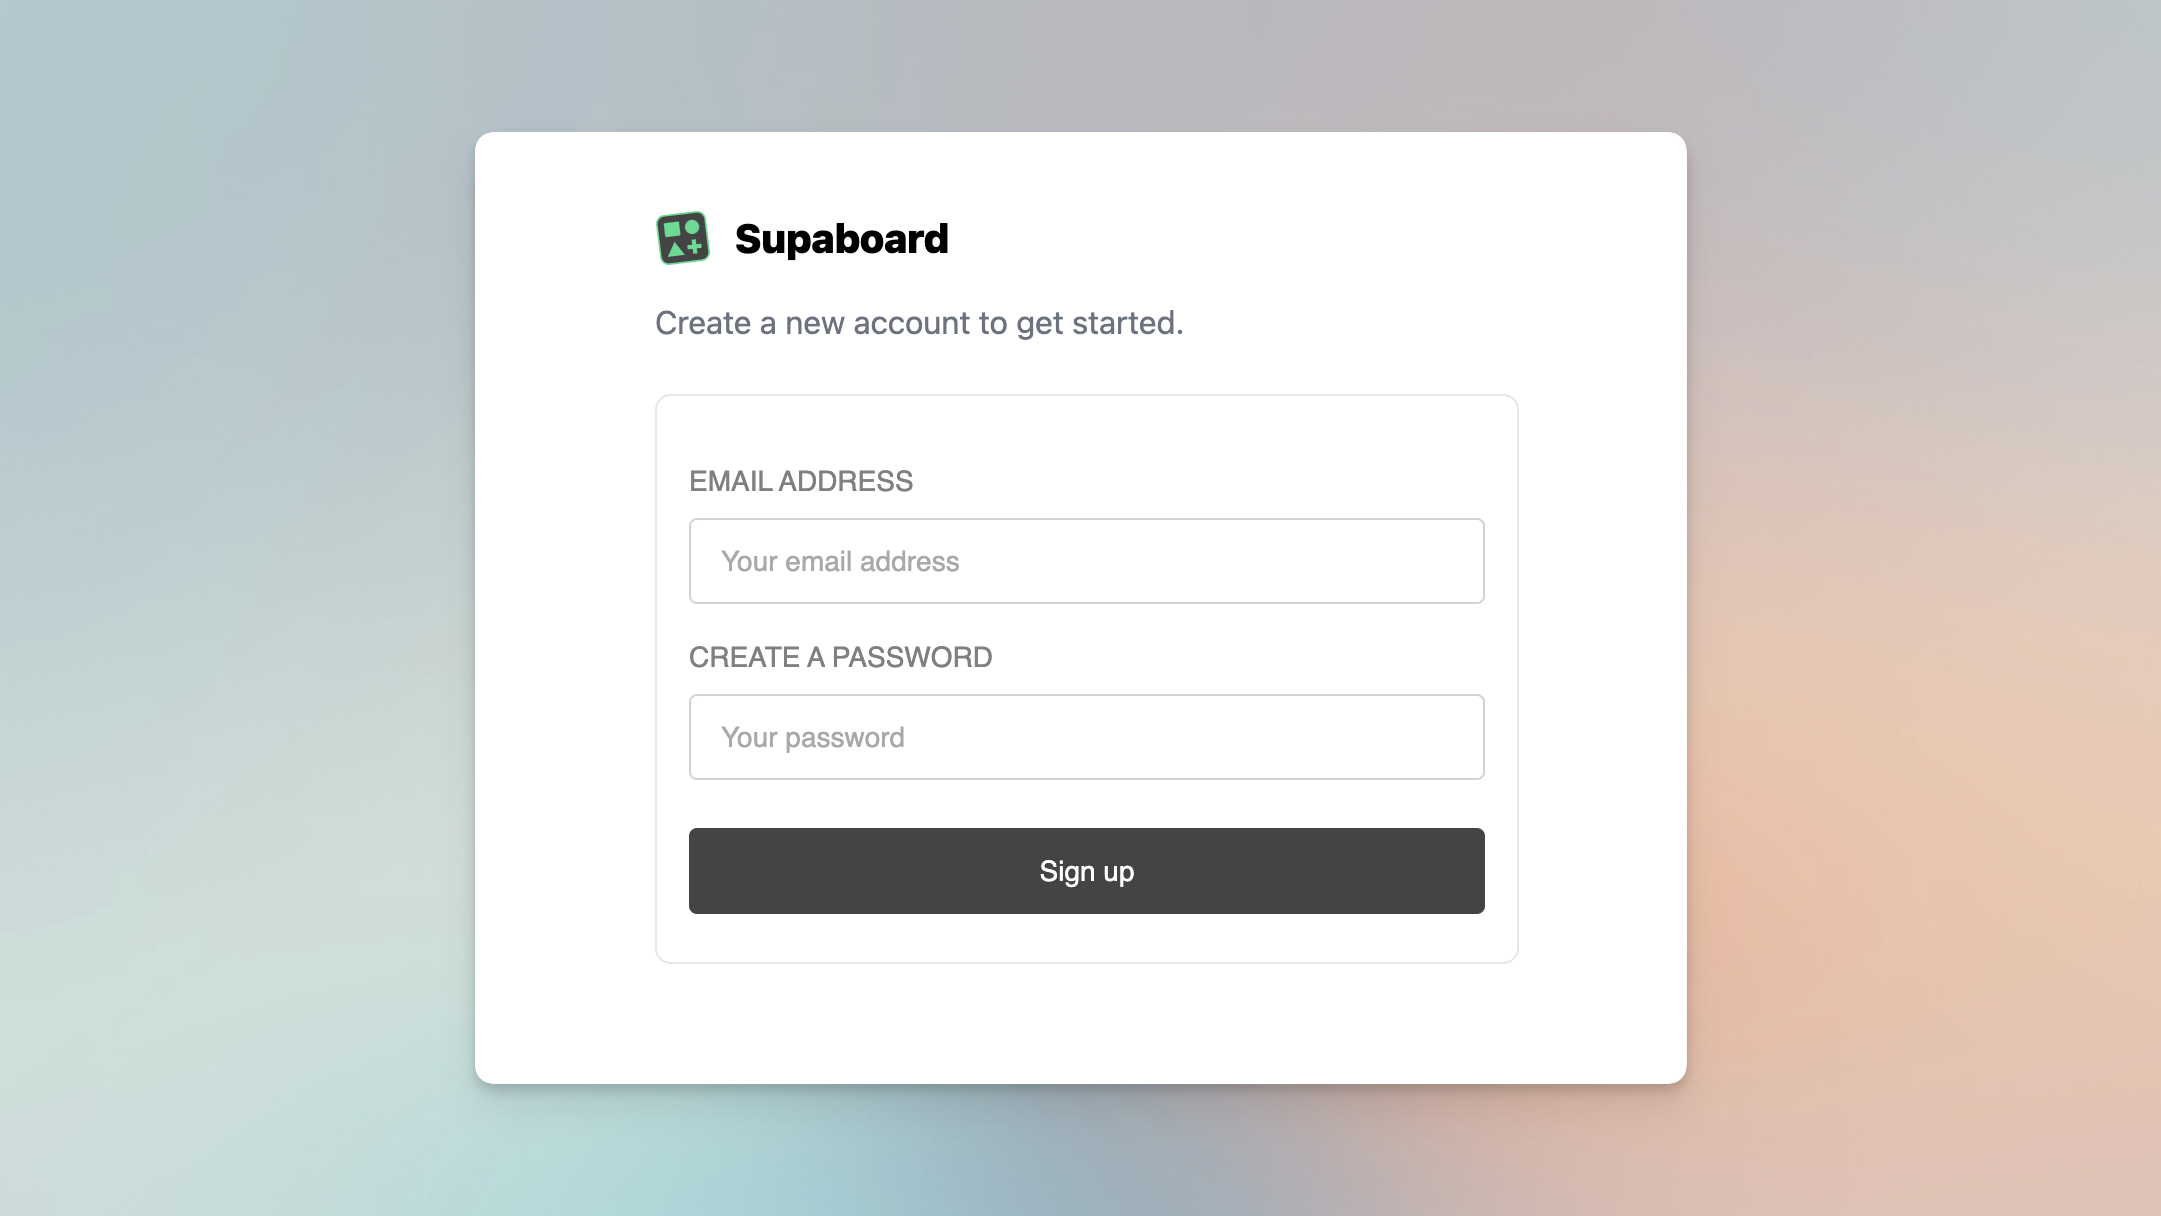 Supaboard
Create a new account to get started.
EMAIL ADDRESS
Your email address
CREATE A PASSWORD
Your password
Sign up